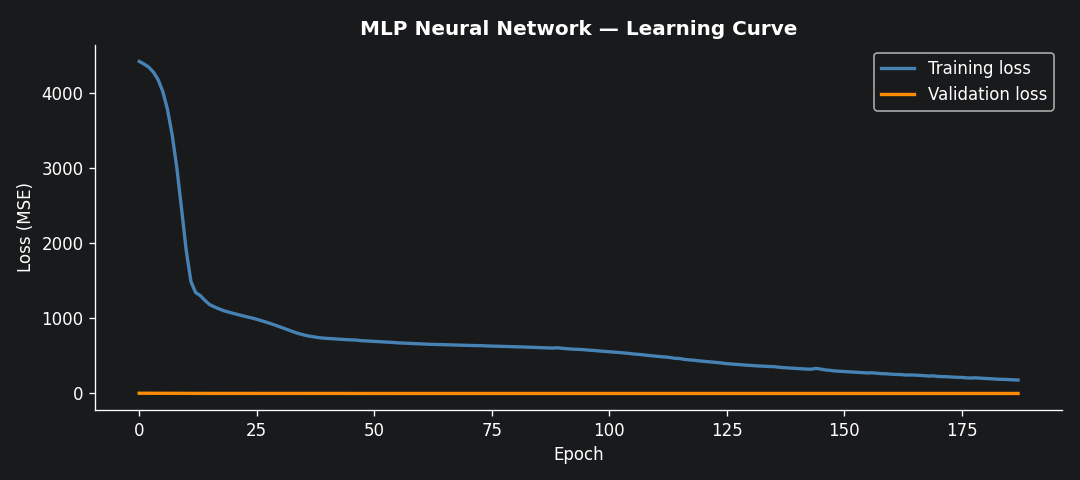 MLP Neural Network — Learning Curve
Training loss
Validation loss
Loss (MSE)
4000
3000
2000
1000
0
0 25 50 75 100 125 150 175
Epoch